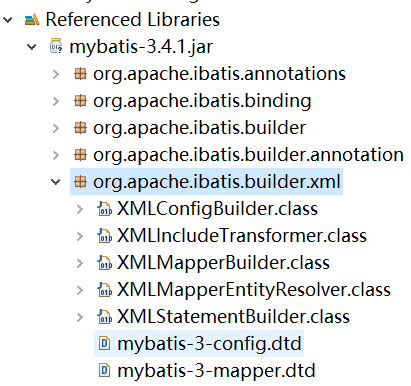 Referenced Libraries
mybatis-3.4.1.jar
org.apache.ibatis.annotations
org.apache.ibatis.binding
org.apache.ibatis.builder
org.apache.ibatis.builder.annotation
org.apache.ibatis.builder.xml
XMLConfigBuilder.class
XMLIncludeTransformer.class
XMLMapperBuilder.class
XMLMapperEntityResolver.class
XMLStatementBuilder.class
mybatis-3-config.dtd
mybatis-3-mapper.dtd